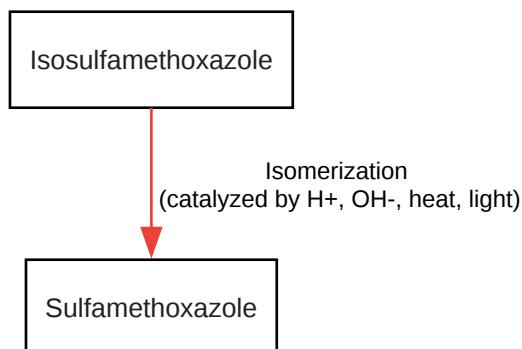 Isosulfamethoxazole
Isomerization
(catalyzed by H+, OH-, heat, light)
Sulfamethoxazole